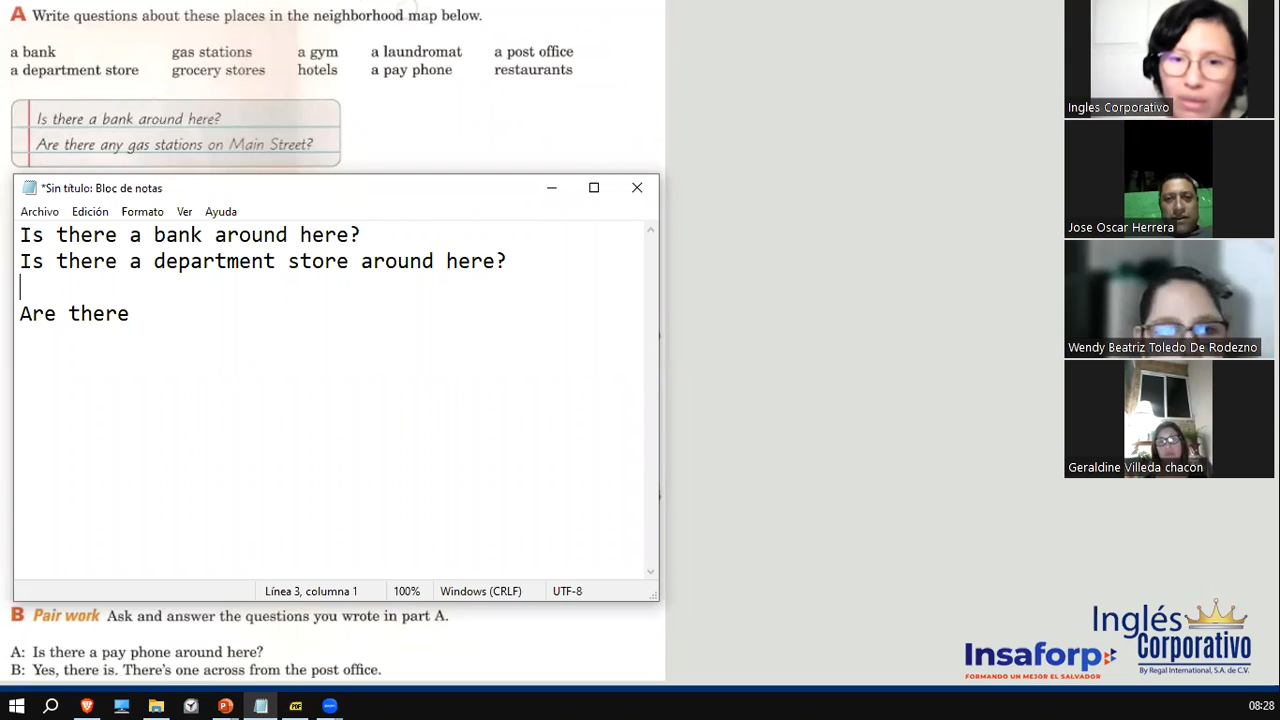 A Write questions about these places in the neighborhood map below.
a bank gas stations a gym a laundromat a post office
a department store grocery stores hotels a pay phone restaurants
Is there a bank around here?
Are there any gas stations on Main Street?
*Sin título: Bloc de notas
Archivo Edición Formato Ver Ayuda
Is there a bank around here?
Is there a department store around here?
Are there
Línea 3, columna 1 100% Windows (CRLF) UTF-8
B Pair work Ask and answer the questions you wrote in part A.
A: Is there a pay phone around here?
B: Yes, there is. There's one across from the post office.
Ingles Corporativo
Jose Oscar Herrera
Wendy Beatriz Toledo De Rodezno
Geraldine Villeda chacon
Insaforp
FORMANDO UN MEJOR EL SALVADOR
Inglés
Corporativo
By Regal International, S.A. de C.V.
PDF
08:28